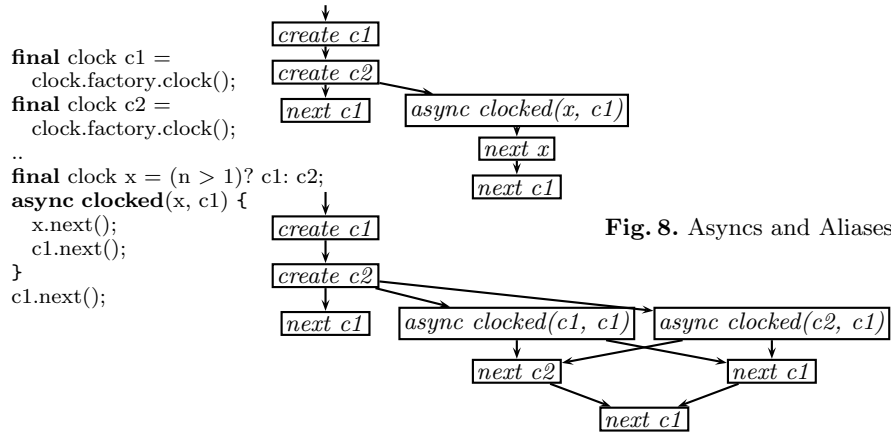 final clock c1 =
clock.factory.clock();
final clock c2 =
clock.factory.clock();
..
final clock x = (n > 1)? c1: c2;
async clocked(x, c1) {
x.next();
c1.next();
}
c1.next();
create c1
create c2
next c1
async clocked(x, c1)
next x
next c1
Fig. 8. Asyncs and Aliases
create c1
create c2
next c1
async clocked(c1, c1)
async clocked(c2, c1)
next c2
next c1
next c1